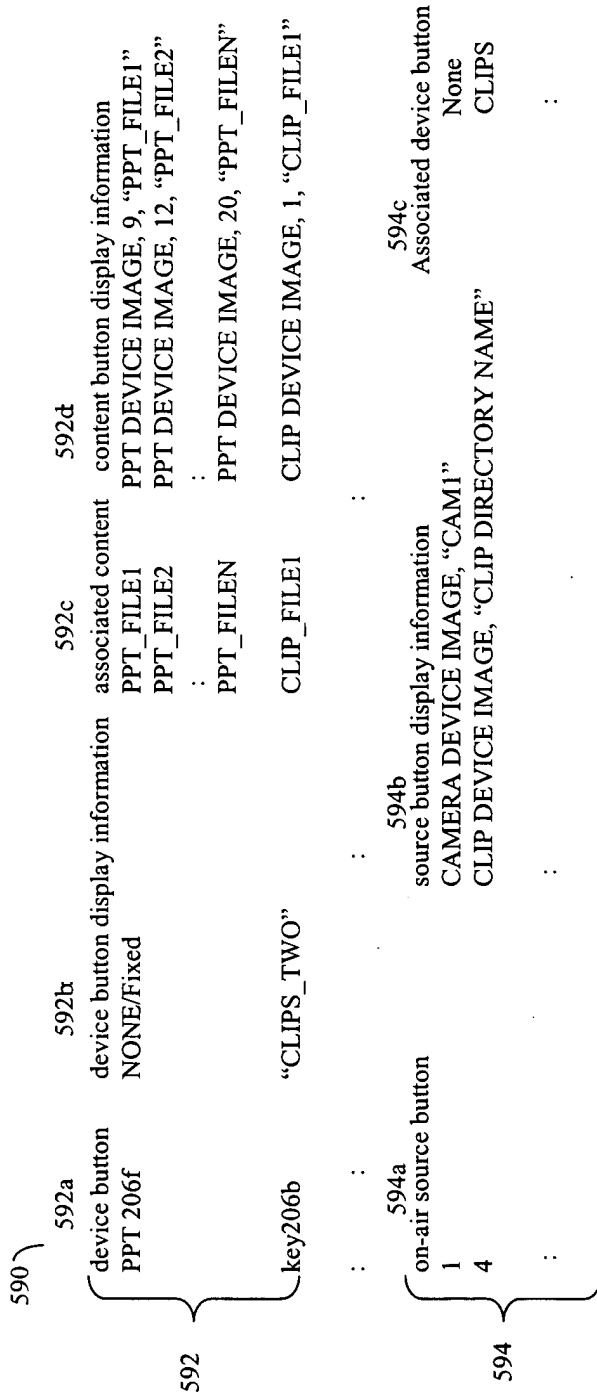 590
592a 592b 592c 592d
device button device button display information associated content content button display information
PPT 206f NONE/Fixed PPT_FILE1 PPT DEVICE IMAGE, 9, “PPT_FILE1”
PPT_FILE2 PPT DEVICE IMAGE, 12, “PPT_FILE2”
: :
592
PPT_FILEN PPT DEVICE IMAGE, 20, “PPT_FILEN”
key206b “CLIPS_TWO” CLIP_FILE1 CLIP DEVICE IMAGE, 1, “CLIP_FILE1”
: : : :
594a 594b 594c
on-air source button source button display information Associated device button
1 CAMERA DEVICE IMAGE, “CAM1” None
4 CLIP DEVICE IMAGE, “CLIP DIRECTORY NAME” CLIPS
594
: : :